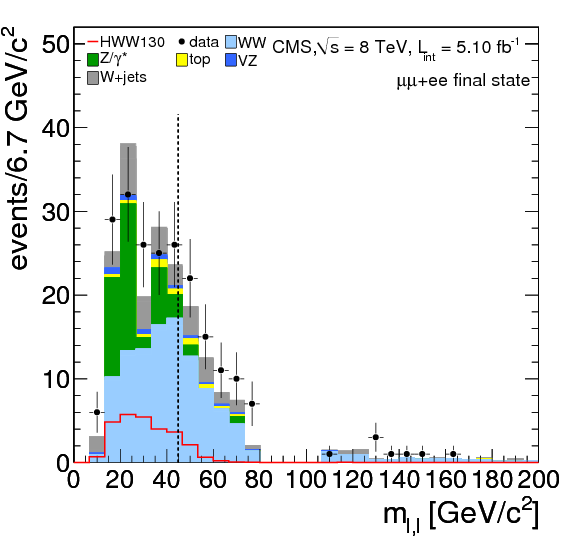 HWW130 data WW CMS,√s = 8 TeV, L_int = 5.10 fb⁻¹
Z/γ* top VZ
W+jets μμ+ee final state
events/6.7 GeV/c²
50
40
30
20
10
0
0 20 40 60 80 100 120 140 160 180 200
m_l,l [GeV/c²]